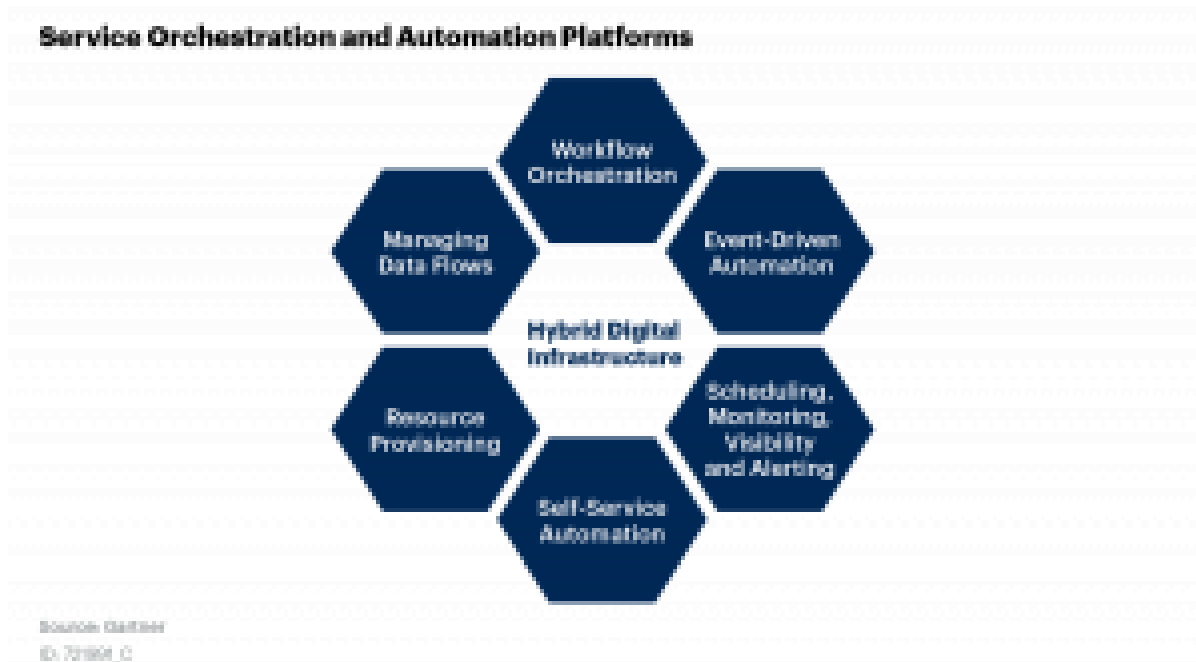 Service Orchestration and Automation Platforms
Workflow
Orchestration
Managing
Data Flows
Event-Driven
Automation
Hybrid Digital
Infrastructure
Resource
Provisioning
Scheduling,
Monitoring,
Visibility
and Alerting
Self-Service
Automation
Source: Gartner
ID: